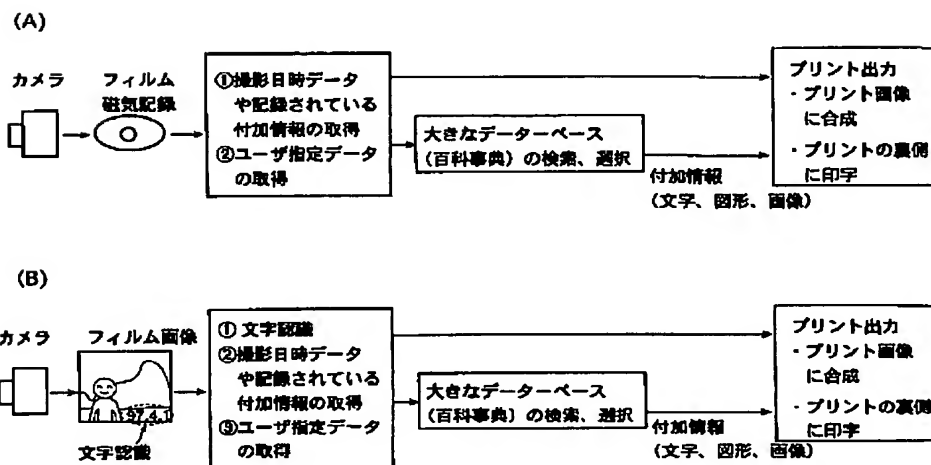 (A)
カメラ
フィルム
磁気記録
①撮影日時データ
や記録されている
付加情報の取得
②ユーザ指定データ
の取得
大きなデーターベース
(百科事典)の検索、選択
付加情報
(文字、図形、画像)
プリント出力
・プリント画像
に合成
・プリントの裏側
に印字
(B)
カメラ
フィルム画像
'97.4.1
文字認識
①文字認識
②撮影日時データ
や記録されている
付加情報の取得
③ユーザ指定データ
の取得
大きなデーターベース
(百科事典)の検索、選択
付加情報
(文字、図形、画像)
プリント出力
・プリント画像
に合成
・プリントの裏側
に印字